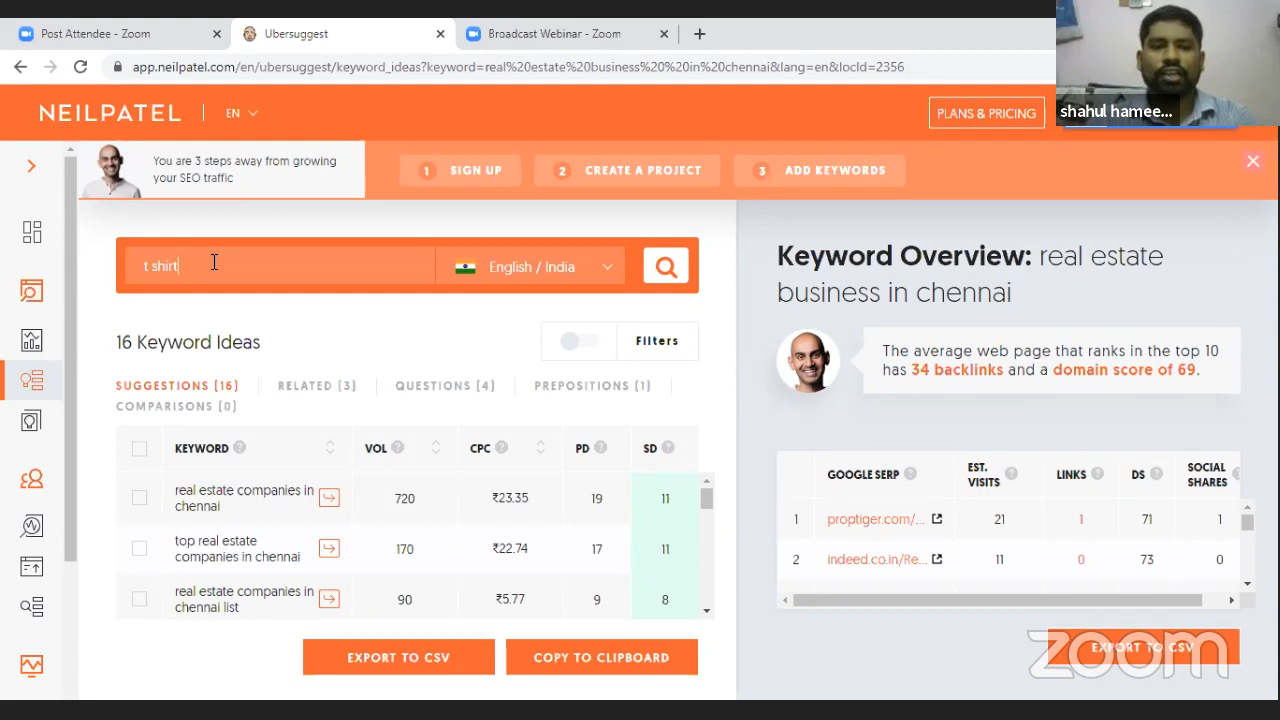 Post Attendee - Zoom
Ubersuggest
Broadcast Webinar - Zoom
app.neilpatel.com/en/ubersuggest/keyword_ideas?keyword=real%20estate%20business%20%20in%20chennai&lang=en&locId=2356
shahul hamee...
NEILPATEL
EN
PLANS & PRICING
You are 3 steps away from growing
your SEO traffic
1 SIGN UP
2 CREATE A PROJECT
3 ADD KEYWORDS
t shirt
English / India
16 Keyword Ideas
Filters
SUGGESTIONS (16)
RELATED (3)
QUESTIONS (4)
PREPOSITIONS (1)
COMPARISONS (0)
KEYWORD VOL CPC PD SD
real estate companies in
chennai
720 ₹23.35 19 11
top real estate
companies in chennai
170 ₹22.74 17 11
real estate companies in
chennai list
90 ₹5.77 9 8
EXPORT TO CSV
COPY TO CLIPBOARD
Keyword Overview: real estate
business in chennai
The average web page that ranks in the top 10
has 34 backlinks and a domain score of 69.
GOOGLE SERP
EST.
VISITS
LINKS
DS
SOCIAL
SHARES
1 proptiger.com/... 21 1 71 1
2 indeed.co.in/Re... 11 0 73 0
EXPORT TO CSV
zoom